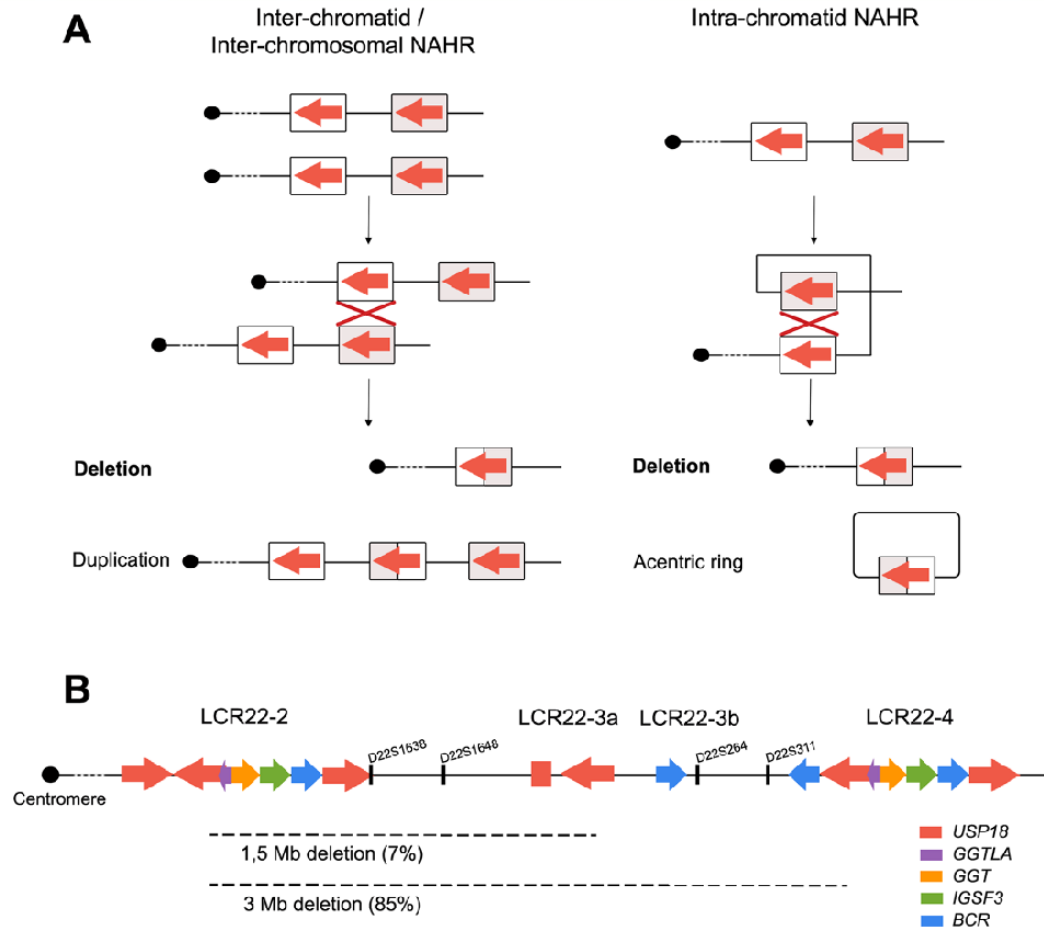 A
Inter-chromatid /
Inter-chromosomal NAHR
Intra-chromatid NAHR
Deletion
Deletion
Duplication
Acentric ring
B
LCR22-2
LCR22-3a
LCR22-3b
LCR22-4
D22S1638
D22S1648
D22S264
D22S311
Centromere
1,5 Mb deletion (7%)
3 Mb deletion (85%)
USP18
GGTLA
GGT
IGSF3
BCR